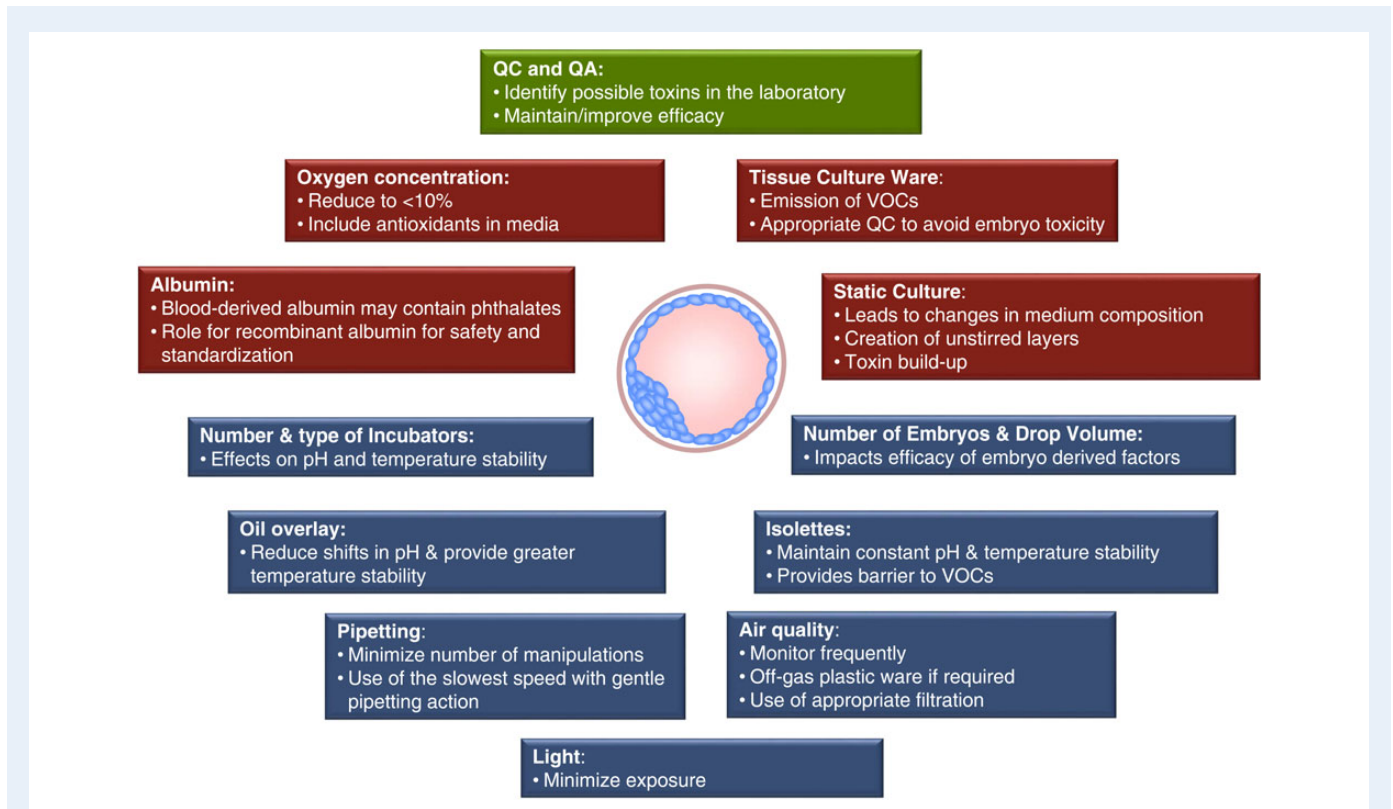 QC and QA:
• Identify possible toxins in the laboratory
• Maintain/improve efficacy
Oxygen concentration:
• Reduce to <10%
• Include antioxidants in media
Tissue Culture Ware:
• Emission of VOCs
• Appropriate QC to avoid embryo toxicity
Albumin:
• Blood-derived albumin may contain phthalates
• Role for recombinant albumin for safety and
standardization
Static Culture:
• Leads to changes in medium composition
• Creation of unstirred layers
• Toxin build-up
Number & type of Incubators:
• Effects on pH and temperature stability
Number of Embryos & Drop Volume:
• Impacts efficacy of embryo derived factors
Oil overlay:
• Reduce shifts in pH & provide greater
temperature stability
Isolettes:
• Maintain constant pH & temperature stability
• Provides barrier to VOCs
Pipetting:
• Minimize number of manipulations
• Use of the slowest speed with gentle
pipetting action
Air quality:
• Monitor frequently
• Off-gas plastic ware if required
• Use of appropriate filtration
Light:
• Minimize exposure